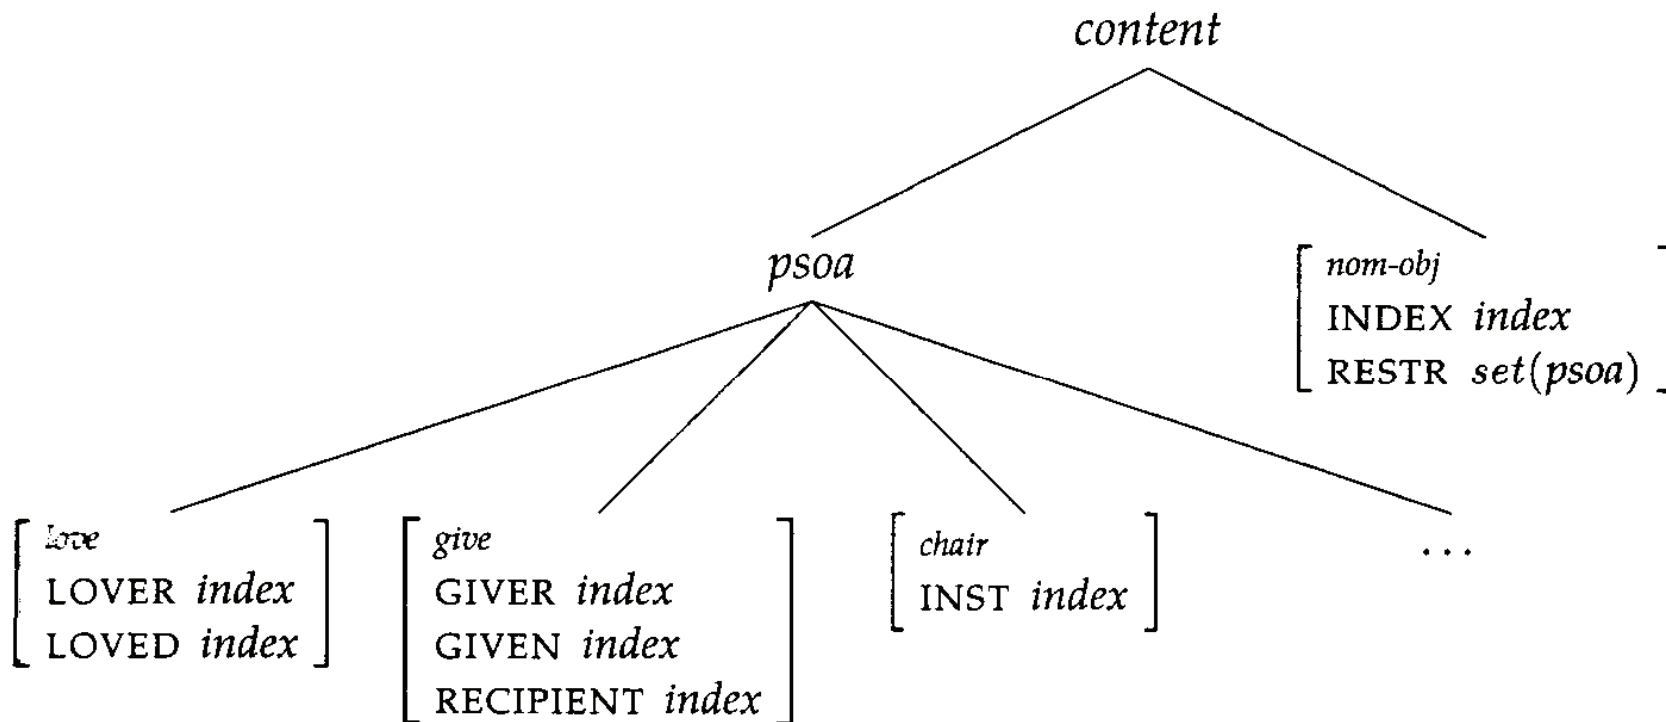 content
psoa
nom-obj
INDEX index
RESTR set(psoa)
love
LOVER index
LOVED index
give
GIVER index
GIVEN index
RECIPIENT index
chair
INST index
...